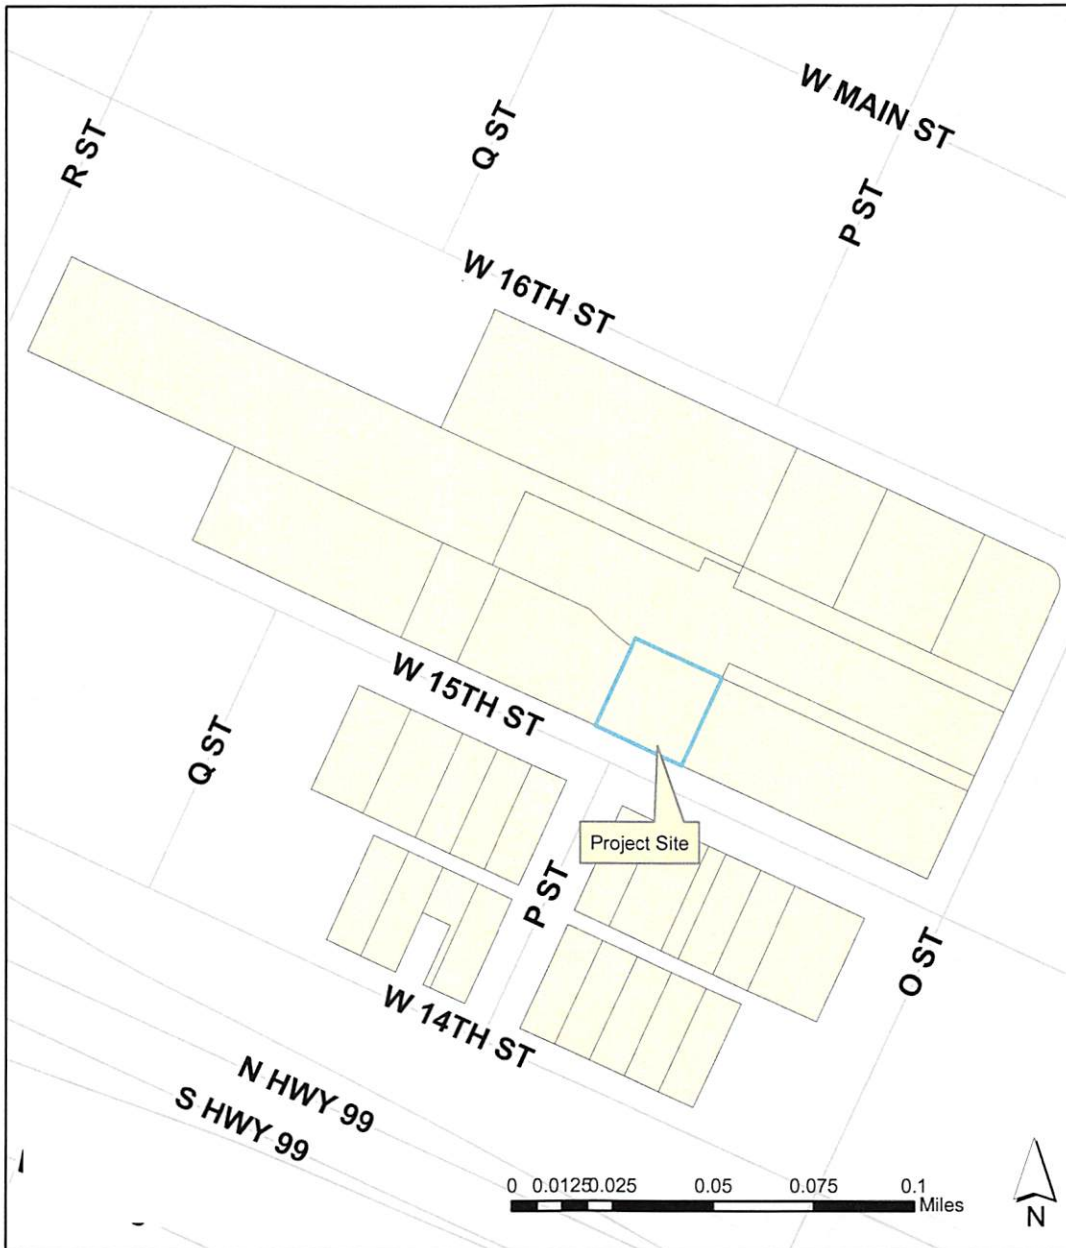 W MAIN ST
R ST
Q ST
P ST
W 16TH ST
W 15TH ST
Q ST
Project Site
P ST
O ST
W 14TH ST
N HWY 99
S HWY 99
0 0.0125 0.025 0.05 0.075 0.1
Miles
N